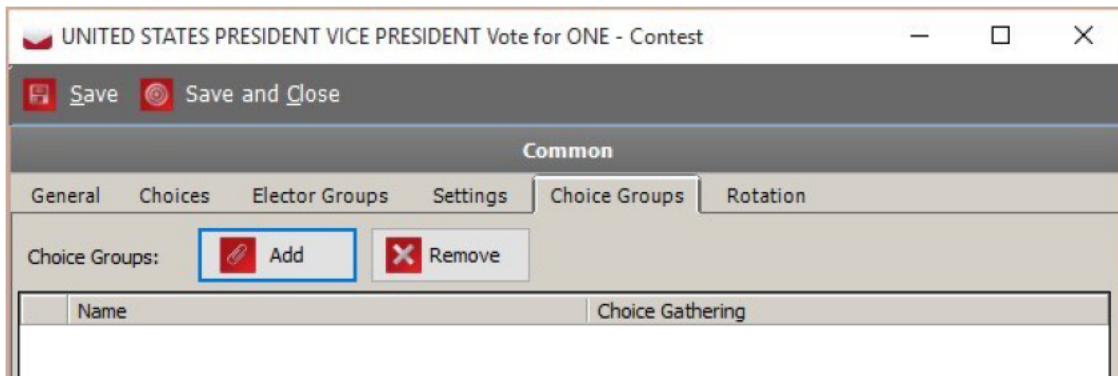 UNITED STATES PRESIDENT VICE PRESIDENT Vote for ONE - Contest
Save Save and Close
Common
General Choices Elector Groups Settings Choice Groups Rotation
Choice Groups: Add Remove
Name Choice Gathering